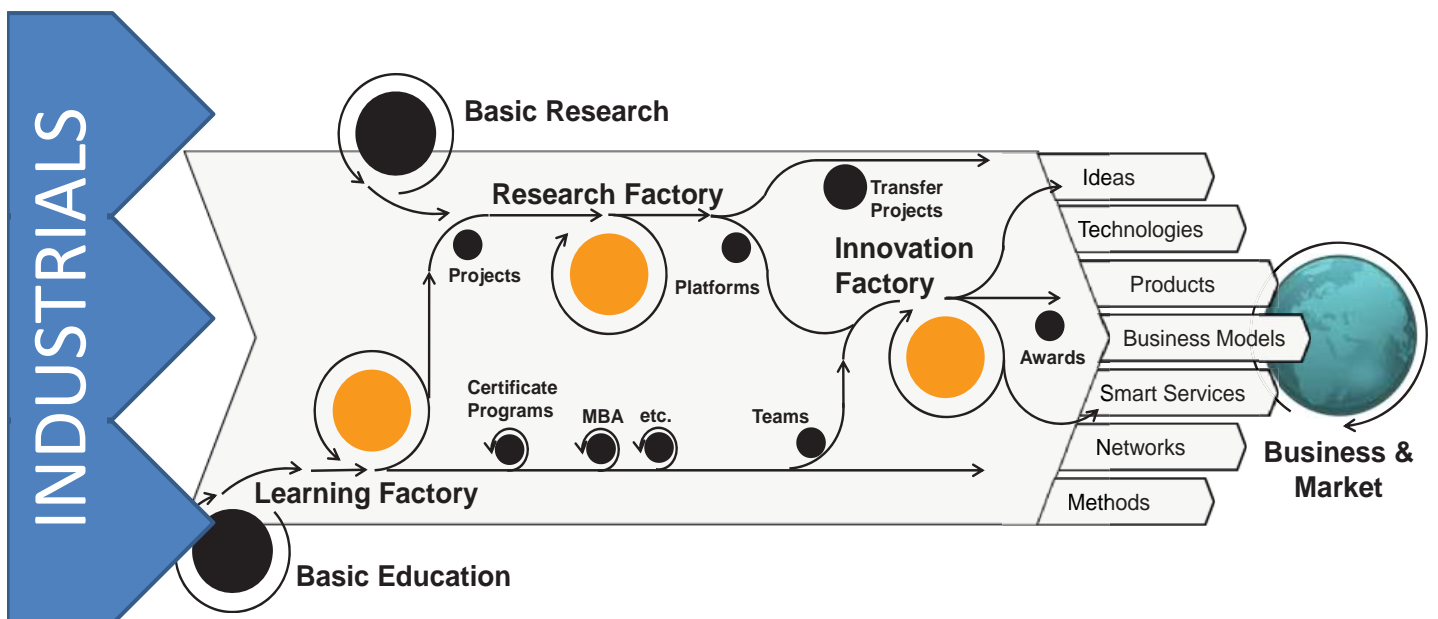 INDUSTRIALS
Basic Research
Research Factory
Transfer
Projects
Projects
Platforms
Innovation
Factory
Certificate
Programs
MBA
etc.
Teams
Awards
Learning Factory
Basic Education
Ideas
Technologies
Products
Business Models
Smart Services
Networks
Methods
Business &
Market